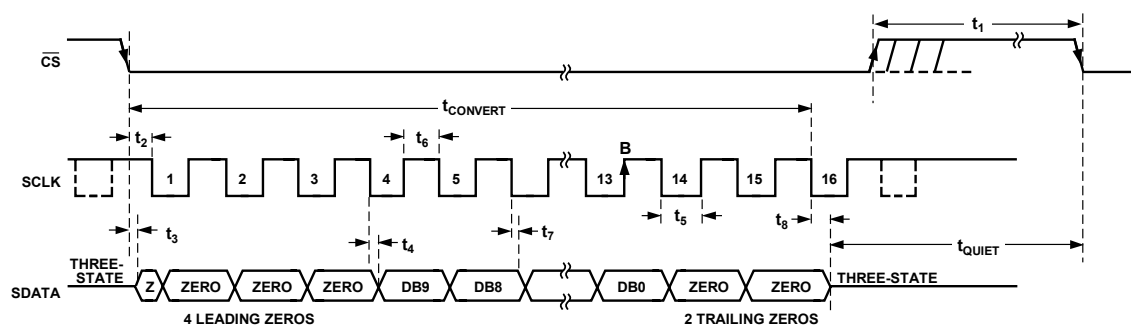 t1
CS
tCONVERT
t2
t6
B
SCLK
1 2 3 4 5 13 14 15 16
t3
t4
t7
t5
t8
tQUIET
THREE-STATE
SDATA
Z ZERO ZERO ZERO DB9 DB8 DB0 ZERO ZERO
THREE-STATE
4 LEADING ZEROS
2 TRAILING ZEROS